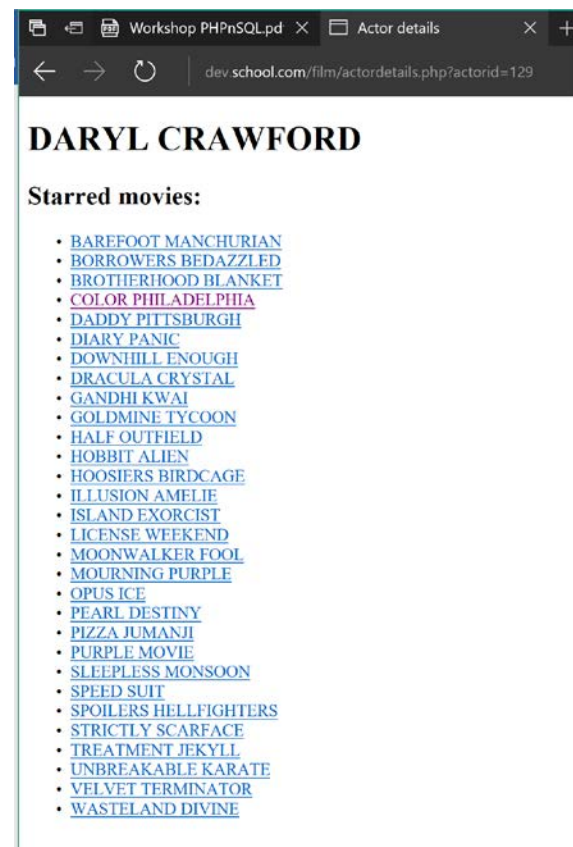 Workshop PHPnSQL.pd
Actor details
dev.school.com/film/actordetails.php?actorid=129
DARYL CRAWFORD
Starred movies:
• BAREFOOT MANCHURIAN
• BORROWERS BEDAZZLED
• BROTHERHOOD BLANKET
• COLOR PHILADELPHIA
• DADDY PITTSBURGH
• DIARY PANIC
• DOWNHILL ENOUGH
• DRACULA CRYSTAL
• GANDHI KWAI
• GOLDMINE TYCOON
• HALF OUTFIELD
• HOBBIT ALIEN
• HOOSIERS BIRDCAGE
• ILLUSION AMELIE
• ISLAND EXORCIST
• LICENSE WEEKEND
• MOONWALKER FOOL
• MOURNING PURPLE
• OPUS ICE
• PEARL DESTINY
• PIZZA JUMANJI
• PURPLE MOVIE
• SLEEPLESS MONSOON
• SPEED SUIT
• SPOILERS HELLFIGHTERS
• STRICTLY SCARFACE
• TREATMENT JEKYLL
• UNBREAKABLE KARATE
• VELVET TERMINATOR
• WASTELAND DIVINE